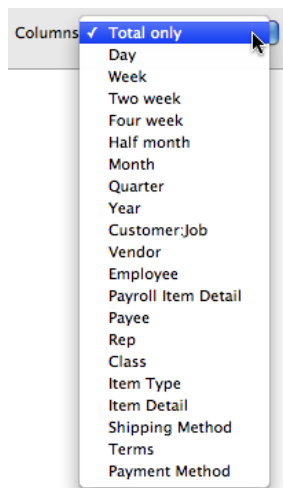 Columns ✓ Total only
Day
Week
Two week
Four week
Half month
Month
Quarter
Year
Customer:Job
Vendor
Employee
Payroll Item Detail
Payee
Rep
Class
Item Type
Item Detail
Shipping Method
Terms
Payment Method